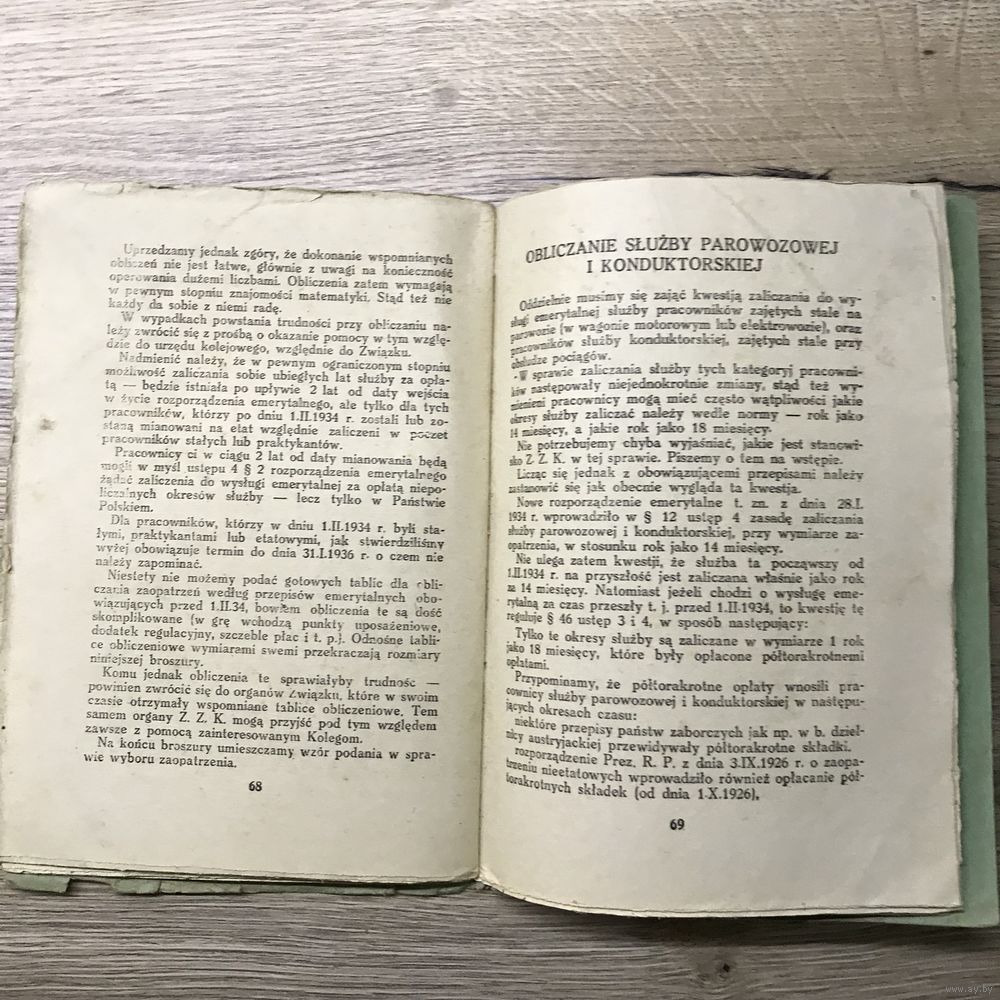 Uprzedzamy jednak zgóry, że dokonanie wspomnianych
obliczeń nie jest łatwe, głównie z uwagi na konieczność
operowania dużemi liczbami. Obliczenia zatem wymagają
w pewnym stopniu znajomości matematyki. Stąd też nie
każdy da sobie z niemi radę.
W wypadkach powstania trudności przy obliczaniu na-
leży zwrócić się z prośbą o okazanie pomocy w tym wzglę-
dzie do urzędu kolejowego, względnie do Związku.
Nadmienić należy, że w pewnym ograniczonym stopniu
możliwość zaliczania sobie ubiegłych lat służby za opła-
tą — będzie istniała po upływie 2 lat od daty wejścia
w życie rozporządzenia emerytalnego, ale tylko dla tych
pracowników, którzy po dniu 1.II.1934 r. zostali lub zo-
staną mianowani na etat względnie zaliczeni w poczet
pracowników stałych lub praktykantów.
Pracownicy ci w ciągu 2 lat od daty mianowania będą
mogli w myśl ustępu 4 § 2 rozporządzenia emerytalnego
żądać zaliczenia do wysługi emerytalnej za opłatą niepo-
liczalnych okresów służby — lecz tylko w Państwie
Polskiem.
Dla pracowników, którzy w dniu 1.II.1934 r. byli sta-
łymi, praktykantami lub etatowymi, jak stwierdziliśmy
wyżej obowiązuje termin do dnia 31.I.1936 r. o czem nie
należy zapominać.
Niestety nie możemy podać gotowych tablic dla obli-
czania zaopatrzeń według przepisów emerytalnych obo-
wiązujących przed 1.II.34, bowiem obliczenia te są dość
skomplikowane (w grę wchodzą punkty uposażeniowe,
dodatek regulacyjny, szczeble płac i t. p.). Odnośne tabli-
ce obliczeniowe wymiarami swemi przekraczają rozmiary
niniejszej broszury.
Komu jednak obliczenia te sprawiałyby trudność —
powinien zwrócić się do organów Związku, które w swoim
czasie otrzymały wspomniane tablice obliczeniowe. Tem
samem organy Z. Z. K. mogą przyjść pod tym względem
zawsze z pomocą zainteresowanym Kolegom.
Na końcu broszury umieszczamy wzór podania w spra-
wie wyboru zaopatrzenia.
68
OBLICZANIE SŁUŻBY PAROWOZOWEJ
I KONDUKTORSKIEJ
Oddzielnie musimy się zająć kwestją zaliczania do wy-
sługi emerytalnej służby pracowników zajętych stale na
parowozie (w wagonie motorowym lub elektrowozie), oraz
pracowników służby konduktorskiej, zajętych stale przy
obsłudze pociągów.
W sprawie zaliczania służby tych kategoryj pracowni-
ków następowały niejednokrotnie zmiany, stąd też wy-
mienieni pracownicy mogą mieć często wątpliwości jakie
okresy służby zaliczać należy wedle normy — rok jako
14 miesięcy, a jakie rok jako 18 miesięcy.
Nie potrzebujemy chyba wyjaśniać, jakie jest stanowi-
sko Z. Z. K. w tej sprawie. Piszemy o tem na wstępie.
Licząc się jednak z obowiązującemi przepisami należy
zastanowić się jak obecnie wygląda ta kwestja.
Nowe rozporządzenie emerytalne t. zn. z dnia 28.I.
1934 r. wprowadziło w § 12 ustęp 4 zasadę zaliczania
służby parowozowej i konduktorskiej, przy wymiarze za-
opatrzenia, w stosunku rok jako 14 miesięcy.
Nie ulega zatem kwestji, że służba ta począwszy od
1.II.1934 r. na przyszłość jest zaliczana właśnie jako rok
za 14 miesięcy. Natomiast jeżeli chodzi o wysługę eme-
rytalną za czas przeszły t. j. przed 1.II-1934, to kwestję tę
reguluje § 46 ustęp 3 i 4, w sposób następujący:
Tylko te okresy służby są zaliczane w wymiarze 1 rok
jako 18 miesięcy, które były opłacone półtorakrotnemi
opłatami.
Przypominamy, że półtorakrotne opłaty wnosili pra-
cownicy służby parowozowej i konduktorskiej w następu-
jących okresach czasu:
niektóre przepisy państw zaborczych jak np. w b. dziel-
nicy austryjackiej przewidywały półtorakrotne składki.
rozporządzenie Prez. R. P. z dnia 3.IX.1926 r. o zaopa-
trzeniu nieetatowych wprowadziło również opłacanie pół-
torakrotnych składek (od dnia 1.X.1926),
69
www.ay.by